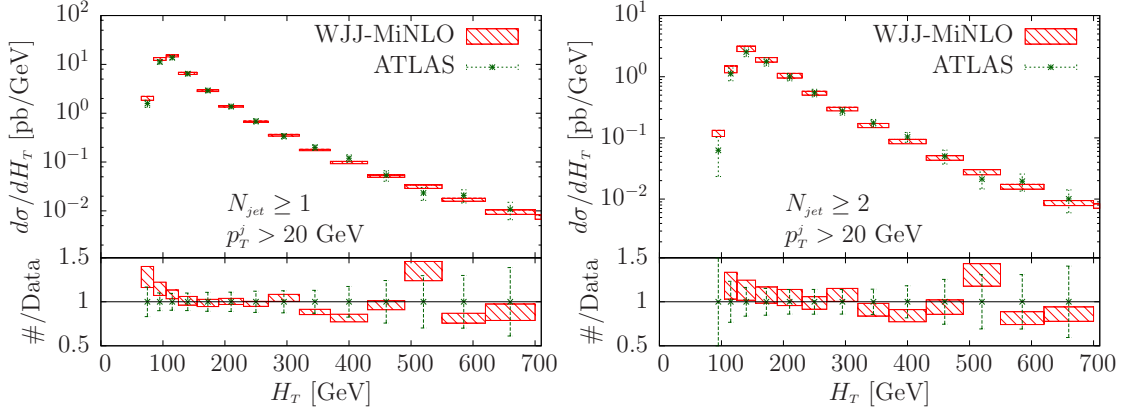 WJJ-MiNLO
ATLAS
dσ/dH_T [pb/GeV]
10^2
10^1
10^0
10^-1
10^-2
N_jet ≥ 1
p_T^j > 20 GeV
#/Data
1.5
1
0.5
0 100 200 300 400 500 600 700
H_T [GeV]
WJJ-MiNLO
ATLAS
dσ/dH_T [pb/GeV]
10^1
10^0
10^-1
10^-2
N_jet ≥ 2
p_T^j > 20 GeV
#/Data
1.5
1
0.5
0 100 200 300 400 500 600 700
H_T [GeV]